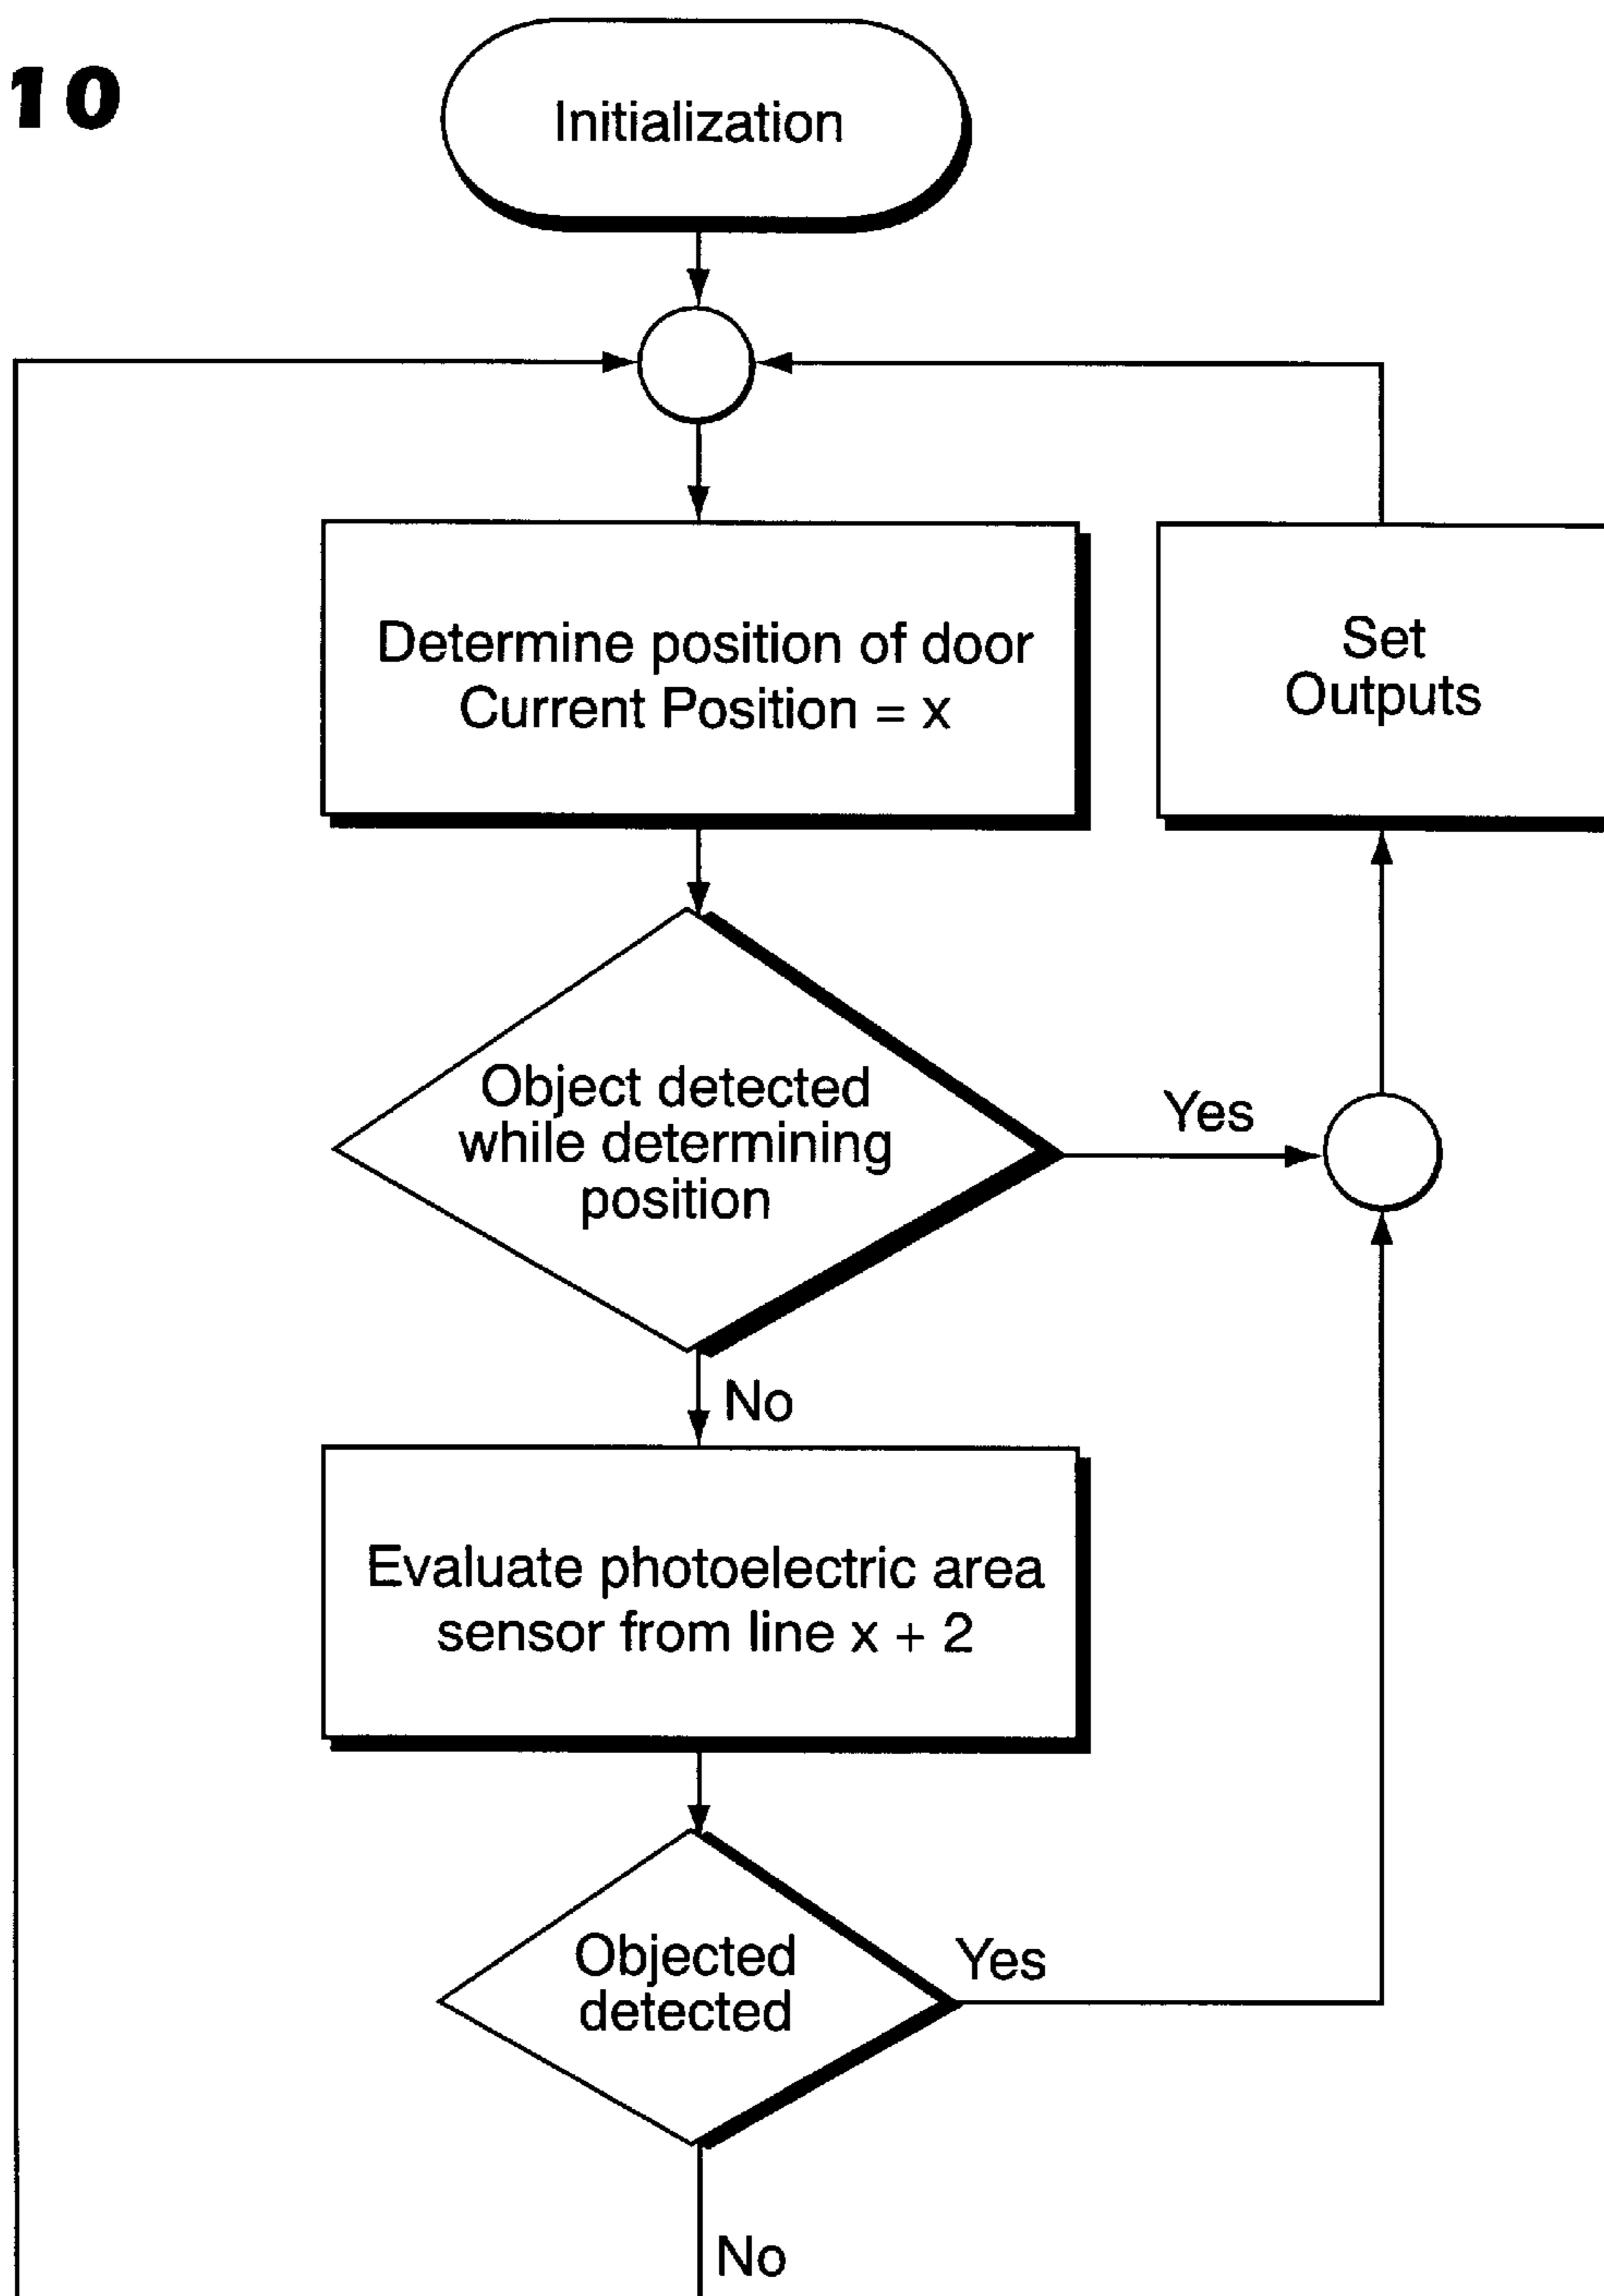 10
Initialization
Determine position of door
Current Position = x
Set
Outputs
Object detected
while determining
position
Yes
No
Evaluate photoelectric area
sensor from line x + 2
Objected
detected
Yes
No